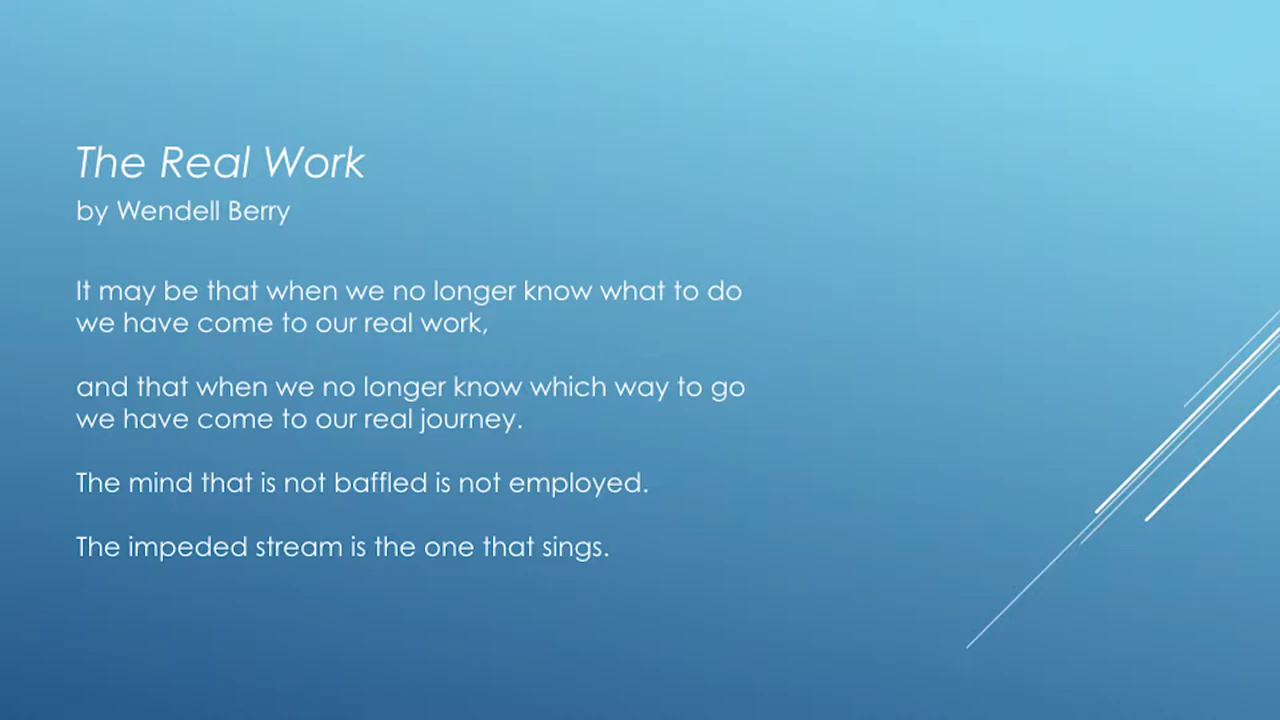 The Real Work
by Wendell Berry
It may be that when we no longer know what to do
we have come to our real work,
and that when we no longer know which way to go
we have come to our real journey.
The mind that is not baffled is not employed.
The impeded stream is the one that sings.